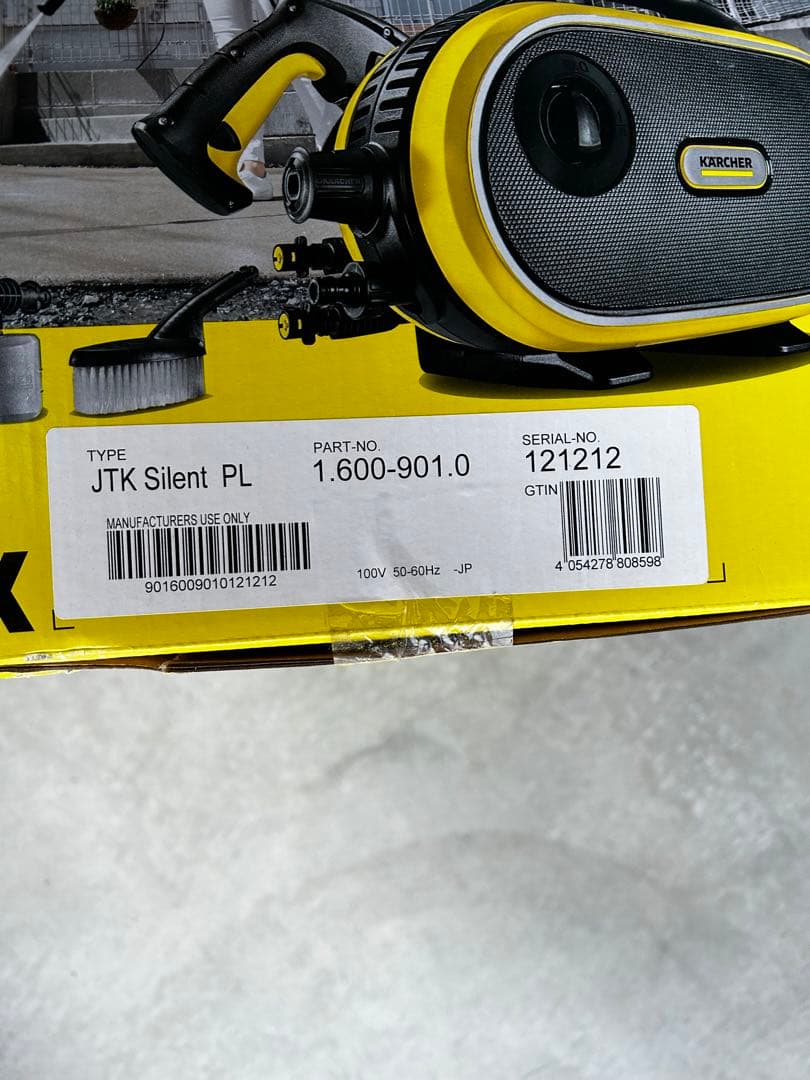 KÄRCHER
KÄRCHER
TYPE
JTK Silent PL
PART-NO.
1.600-901.0
SERIAL-NO.
121212
GTIN
4 054278 808598
MANUFACTURERS USE ONLY
9016009010121212
100V 50-60Hz -JP